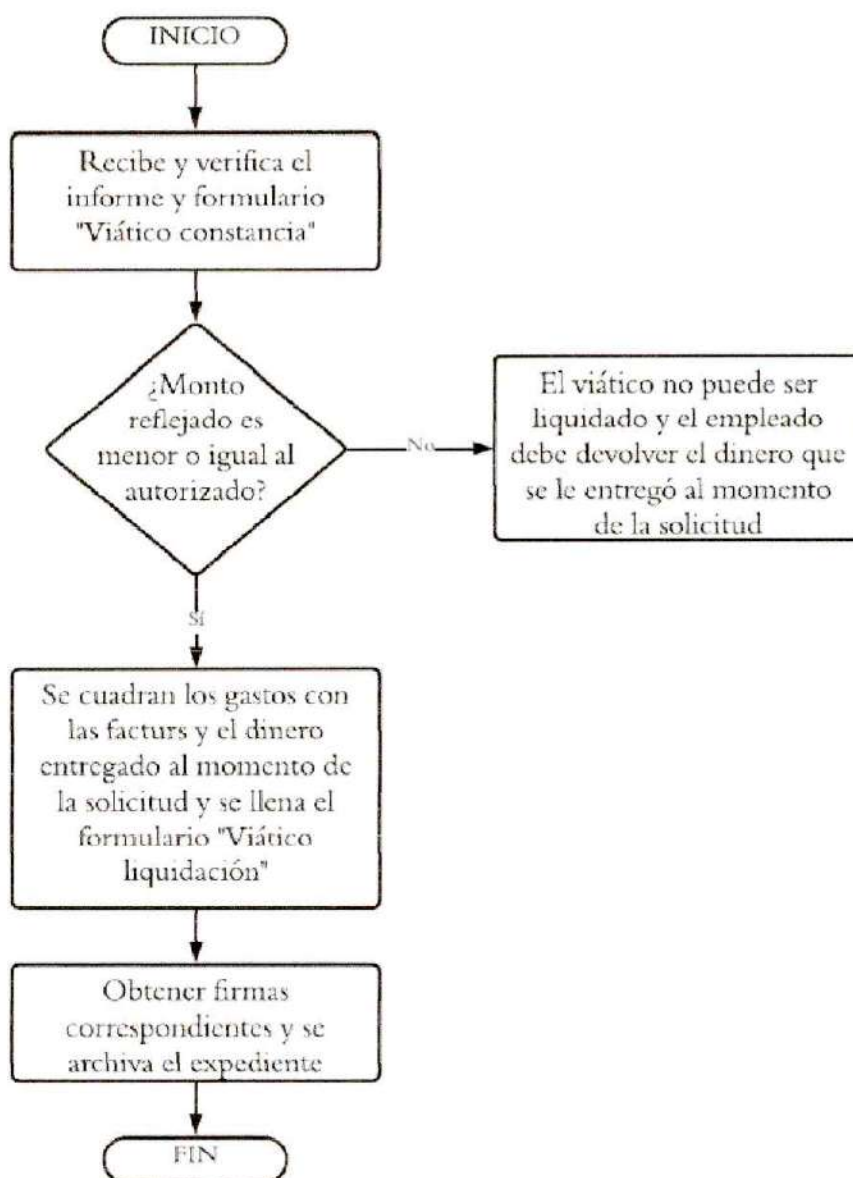 INICIO
Recibe y verifica el
informe y formulario
"Viático constancia"
¿Monto
reflejado es
menor o igual al
autorizado?
No
El viático no puede ser
liquidado y el empleado
debe devolver el dinero que
se le entregó al momento
de la solicitud
Sí
Se cuadran los gastos con
las facturs y el dinero
entregado al momento de
la solicitud y se llena el
formulario "Viático
liquidación"
Obtener firmas
correspondientes y se
archiva el expediente
FIN